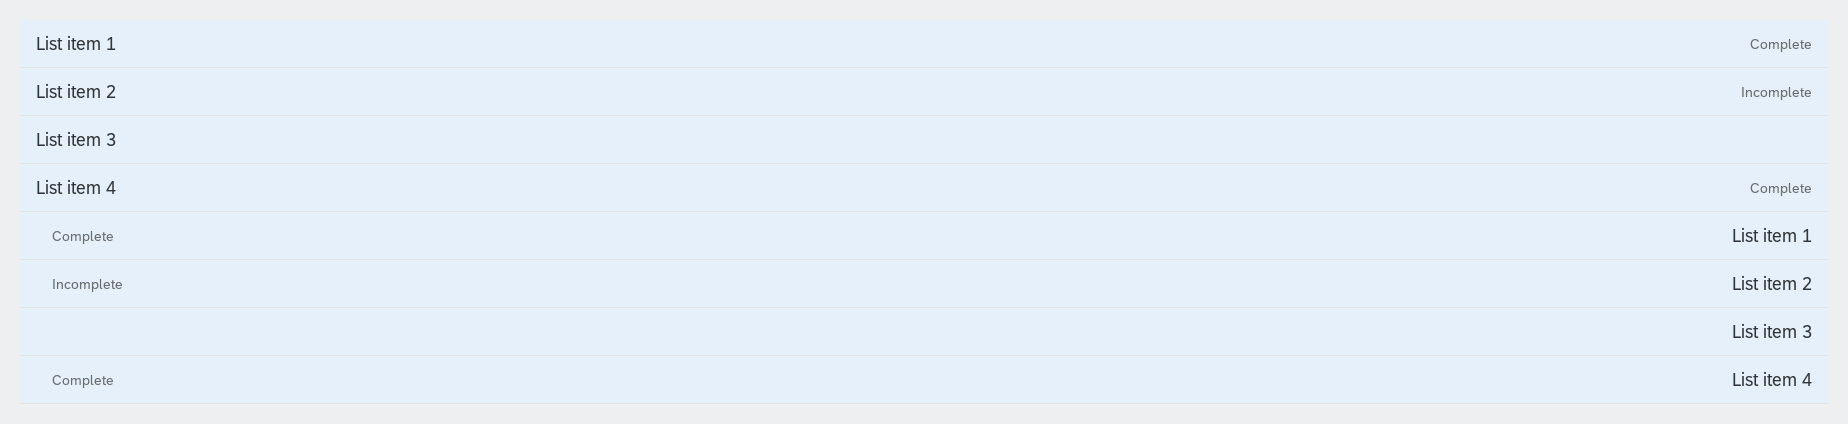 List item 1 Complete
List item 2 Incomplete
List item 3
List item 4 Complete
Complete List item 1
Incomplete List item 2
List item 3
Complete List item 4